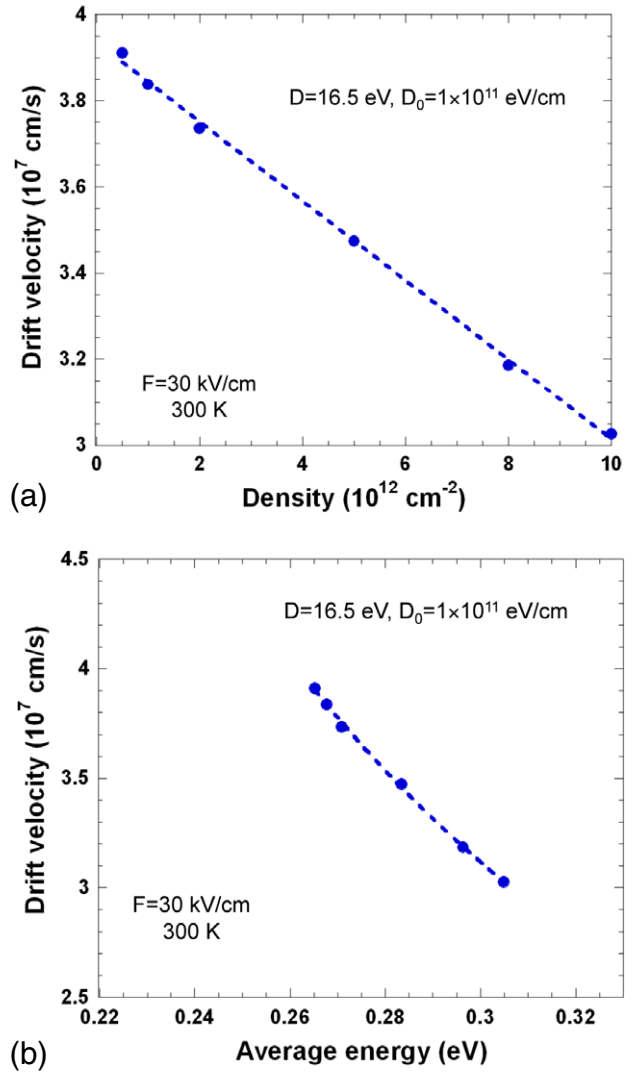 4
3.8
3.6
3.4
3.2
3
Drift velocity (10⁷ cm/s)
D=16.5 eV, D₀=1×10¹¹ eV/cm
F=30 kV/cm
300 K
0 2 4 6 8 10
(a)
Density (10¹² cm⁻²)
4.5
4
3.5
3
2.5
Drift velocity (10⁷ cm/s)
D=16.5 eV, D₀=1×10¹¹ eV/cm
F=30 kV/cm
300 K
0.22 0.24 0.26 0.28 0.3 0.32
(b)
Average energy (eV)